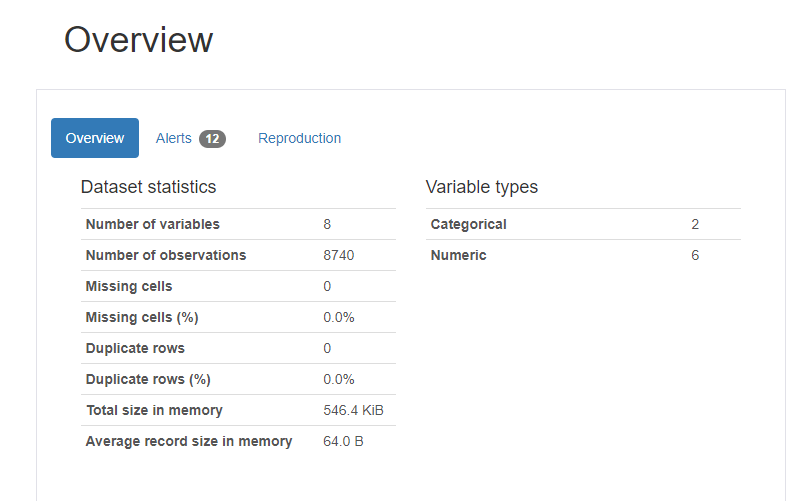 Overview
Overview Alerts 12 Reproduction
Dataset statistics
Number of variables 8
Number of observations 8740
Missing cells 0
Missing cells (%) 0.0%
Duplicate rows 0
Duplicate rows (%) 0.0%
Total size in memory 546.4 KiB
Average record size in memory 64.0 B
Variable types
Categorical 2
Numeric 6